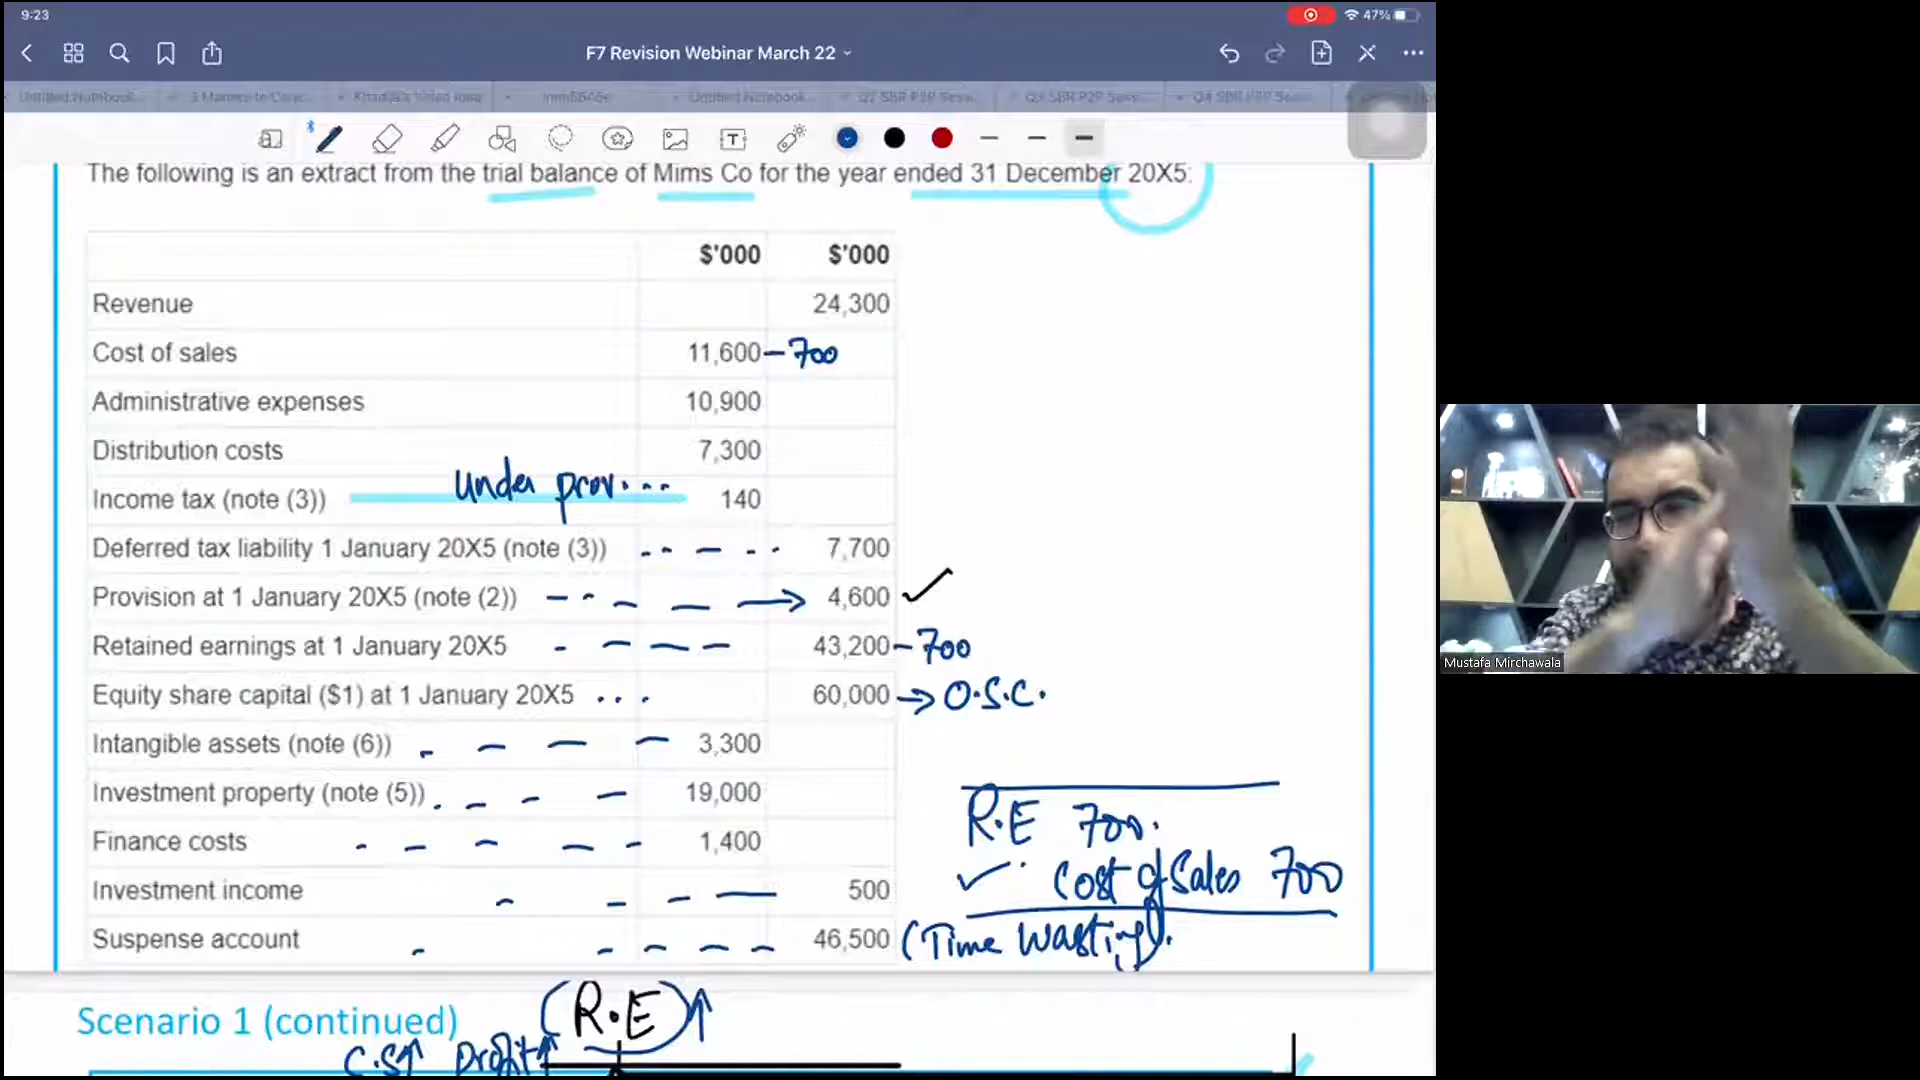 9:23
47%
F7 Revision Webinar March 22
The following is an extract from the trial balance of Mims Co for the year ended 31 December 20X5:
$'000 $'000
Revenue 24,300
Cost of sales 11,600 -700
Administrative expenses 10,900
Distribution costs 7,300
under prov....
Income tax (note (3)) 140
Deferred tax liability 1 January 20X5 (note (3)) 7,700
Provision at 1 January 20X5 (note (2)) 4,600
Retained earnings at 1 January 20X5 43,200 -700
Equity share capital ($1) at 1 January 20X5 ... 60,000 → O.S.C.
Intangible assets (note (6)) 3,300
Investment property (note (5)) 19,000
Finance costs 1,400
Investment income 500
Suspense account 46,500
R.E 700.
Cost of Sales 700
(Time wasting).
Scenario 1 (continued)
(R.E)↑
C.S↑ Profit↑
Mustafa Mirchawala